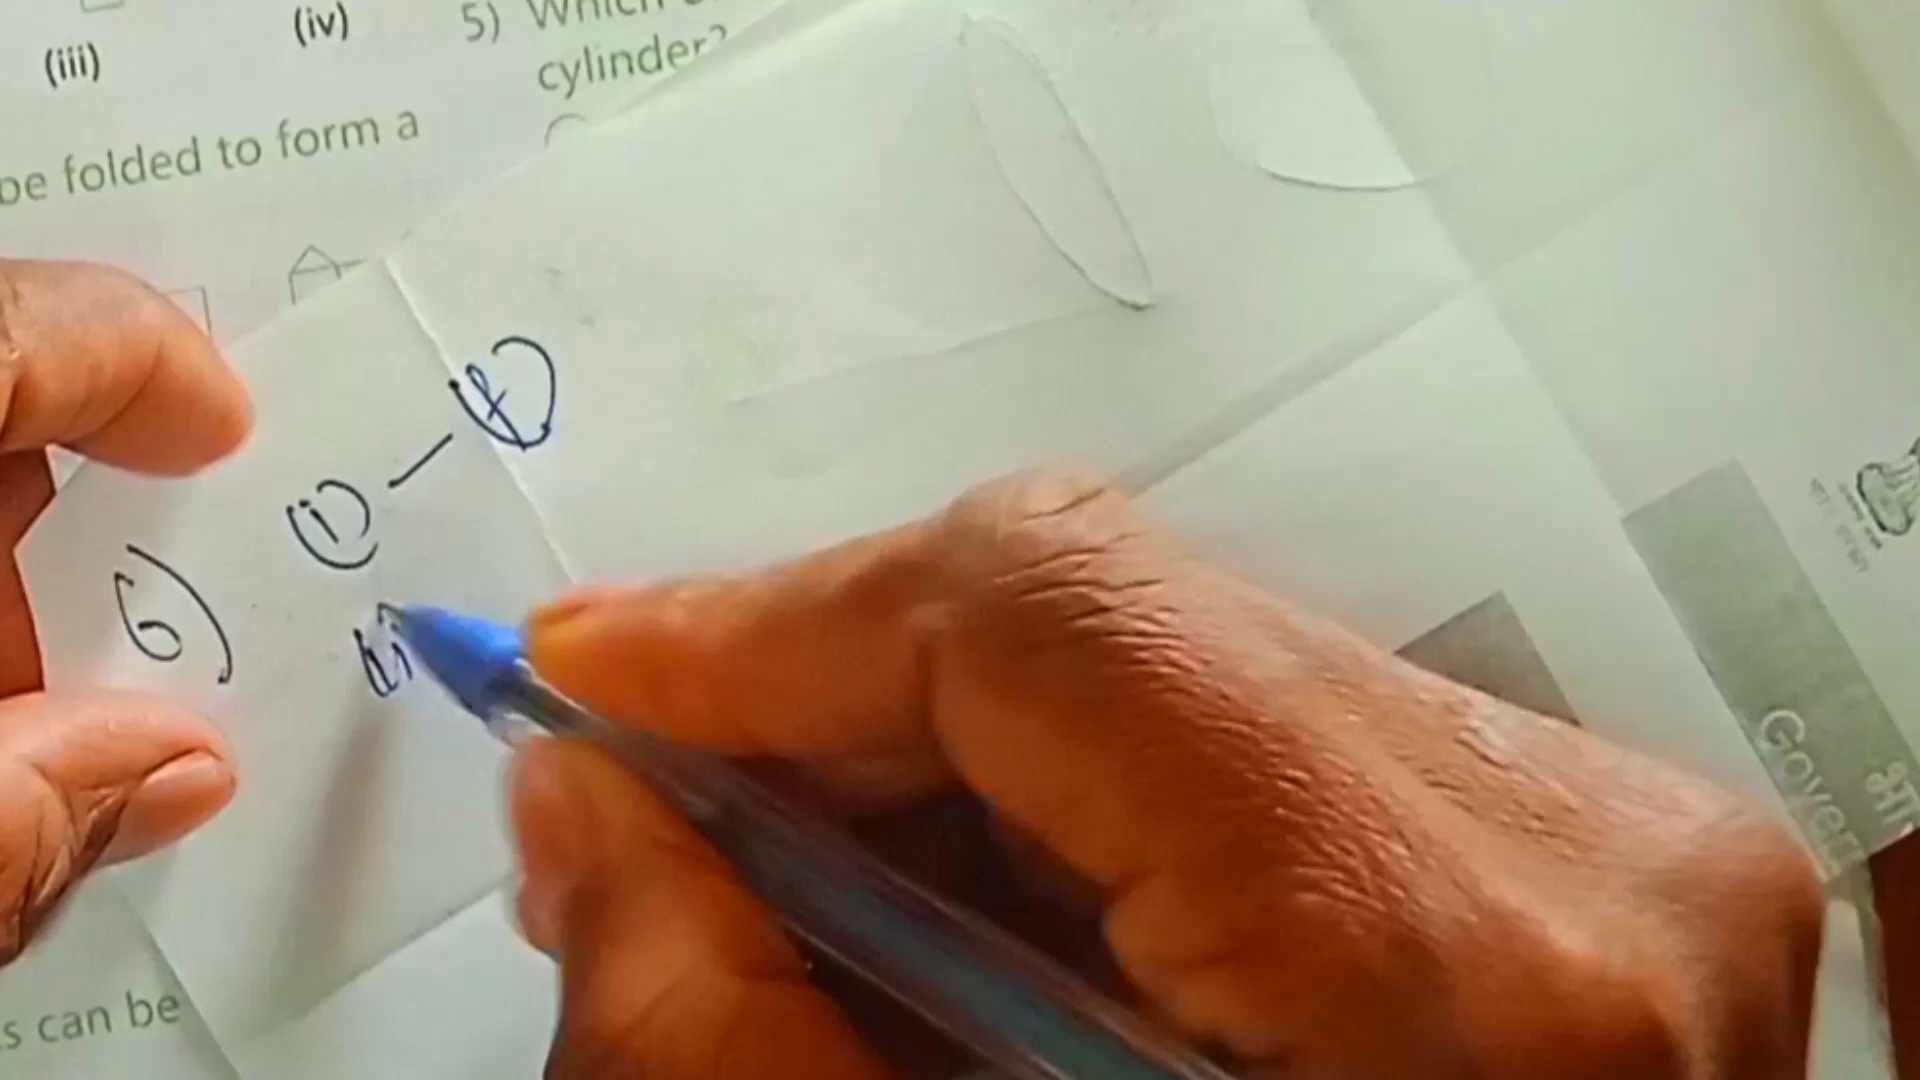 (iii)
(iv)
5) Which
cylinder?
be folded to form a
6) (i) –
s can be
Govern
भा